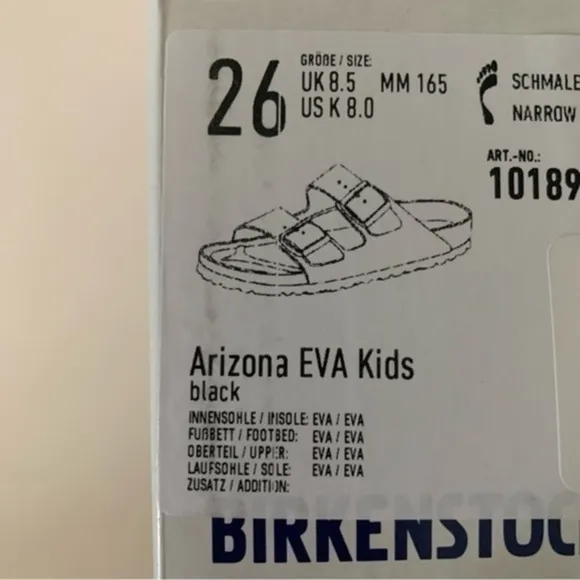 26
GRÖßE / SIZE:
UK 8.5 MM 165
US K 8.0
SCHMALE
NARROW
ART.-NO.:
10189
Arizona EVA Kids
black
INNENSOHLE / INSOLE: EVA / EVA
FUßBETT / FOOTBED: EVA / EVA
OBERTEIL / UPPER: EVA / EVA
LAUFSOHLE / SOLE: EVA / EVA
ZUSATZ / ADDITION:
BIRKENSTOC